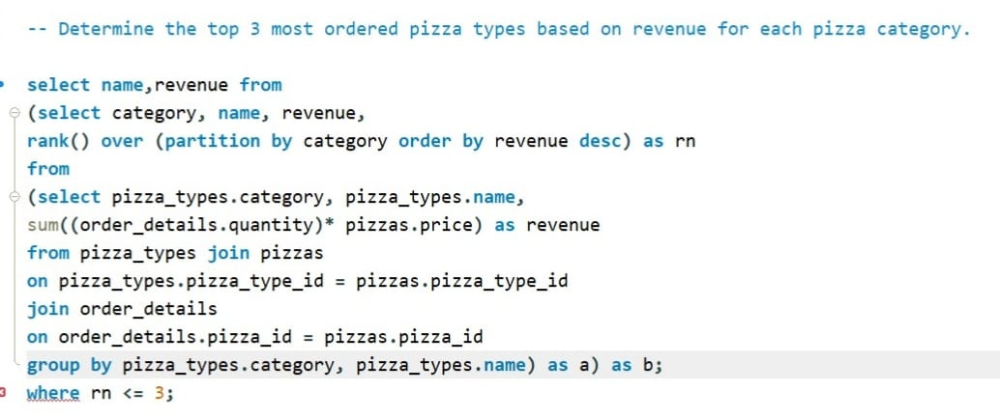 -- Determine the top 3 most ordered pizza types based on revenue for each pizza category.
select name,revenue from
(select category, name, revenue,
rank() over (partition by category order by revenue desc) as rn
from
(select pizza_types.category, pizza_types.name,
sum((order_details.quantity)* pizzas.price) as revenue
from pizza_types join pizzas
on pizza_types.pizza_type_id = pizzas.pizza_type_id
join order_details
on order_details.pizza_id = pizzas.pizza_id
group by pizza_types.category, pizza_types.name) as a) as b;
where rn <= 3;